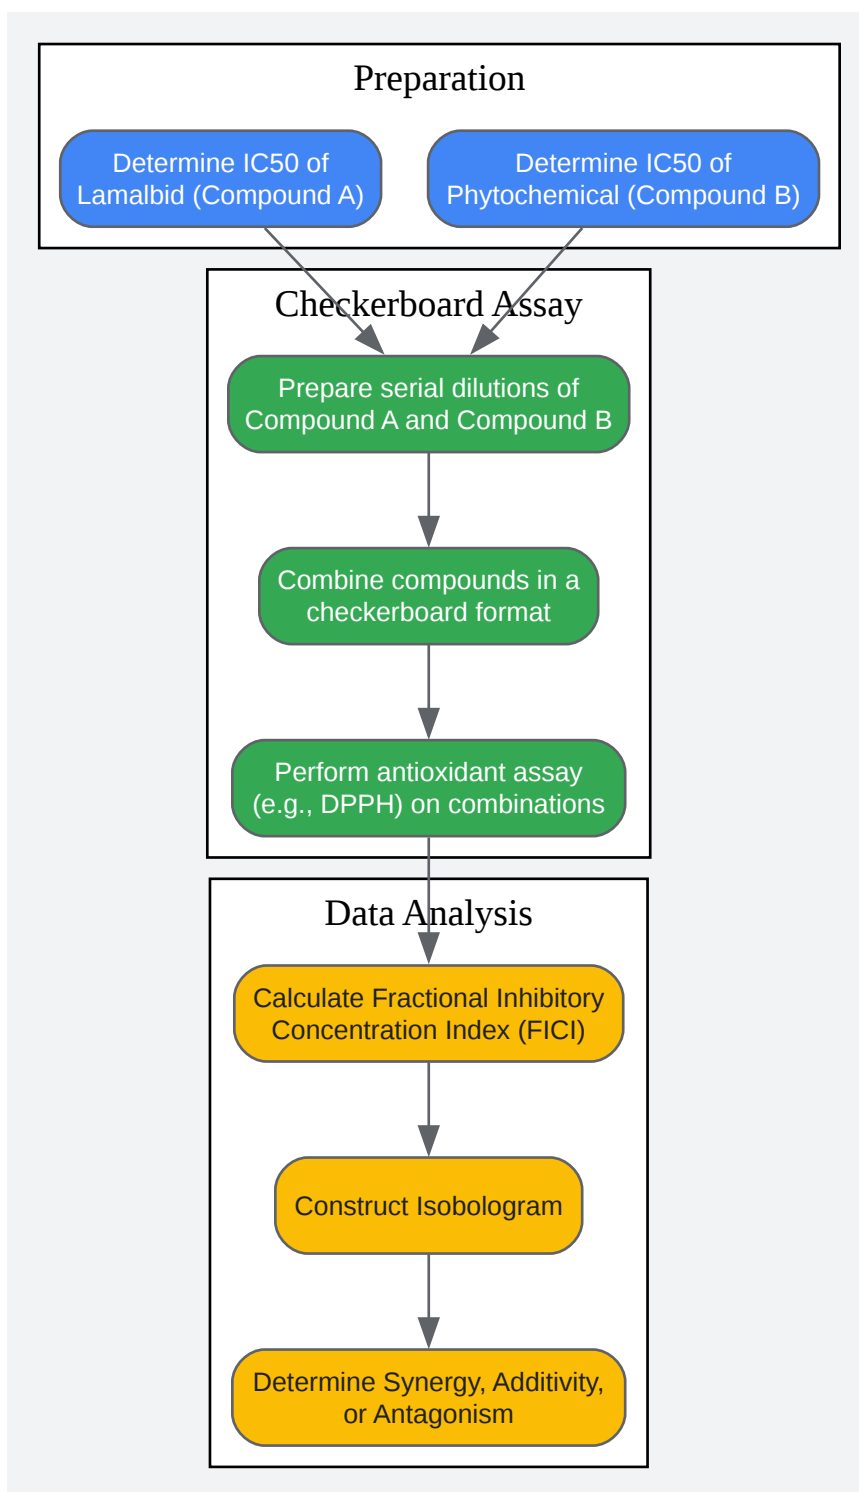 Preparation
Determine IC50 of
Lamalbid (Compound A)
Determine IC50 of
Phytochemical (Compound B)
Checkerboard Assay
Prepare serial dilutions of
Compound A and Compound B
Combine compounds in a
checkerboard format
Perform antioxidant assay
(e.g., DPPH) on combinations
Data Analysis
Calculate Fractional Inhibitory
Concentration Index (FICI)
Construct Isobologram
Determine Synergy, Additivity,
or Antagonism